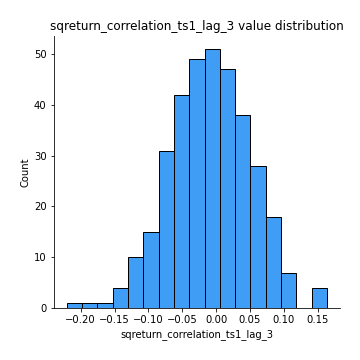 sqreturn_correlation_ts1_lag_3 value distribution
50
40
30
20
10
0
Count
−0.20 −0.15 −0.10 −0.05 0.00 0.05 0.10 0.15
sqreturn_correlation_ts1_lag_3